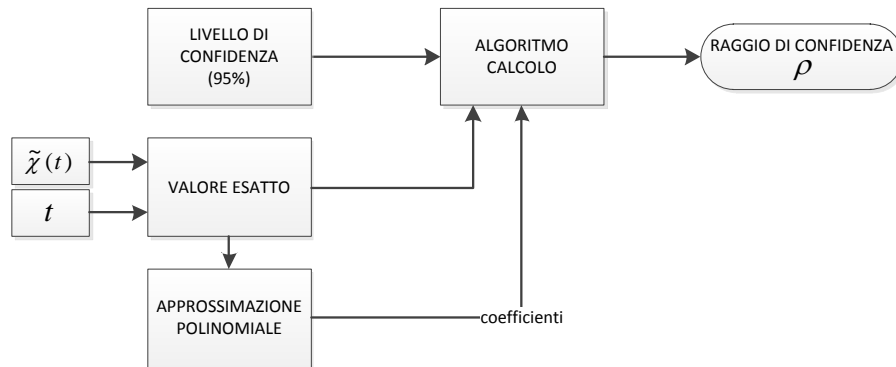 LIVELLO DI
CONFIDENZA
(95%)
ALGORITMO
CALCOLO
RAGGIO DI CONFIDENZA
ρ
χ̃(t)
t
VALORE ESATTO
APPROSSIMAZIONE
POLINOMIALE
coefficienti